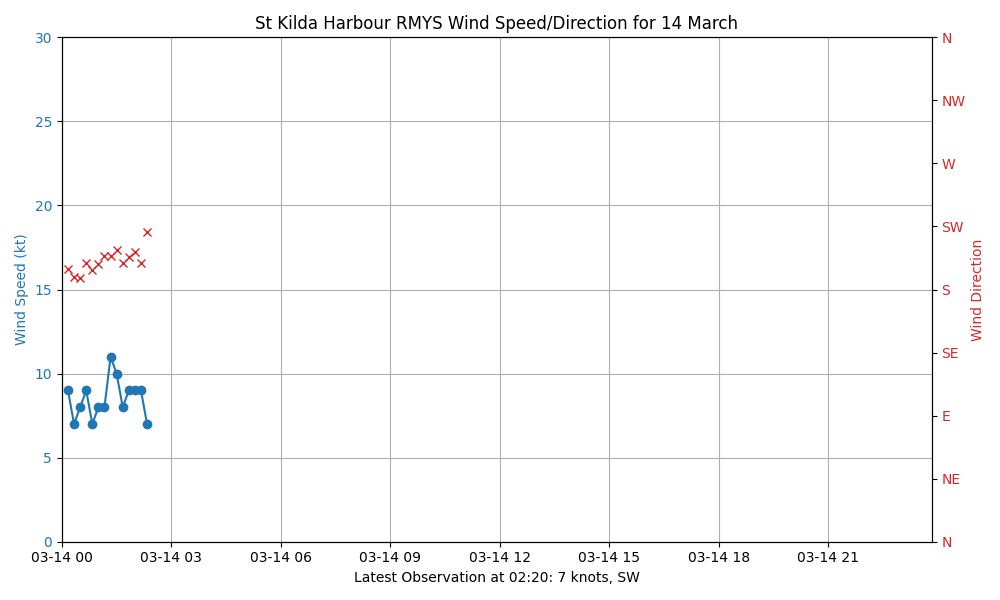 St Kilda Harbour RMYS Wind Speed/Direction for 14 March
30
25
20
15
10
5
0
Wind Speed (kt)
N
NW
W
SW
S
SE
E
NE
N
Wind Direction
03-14 00
03-14 03
03-14 06
03-14 09
03-14 12
03-14 15
03-14 18
03-14 21
Latest Observation at 02:20: 7 knots, SW